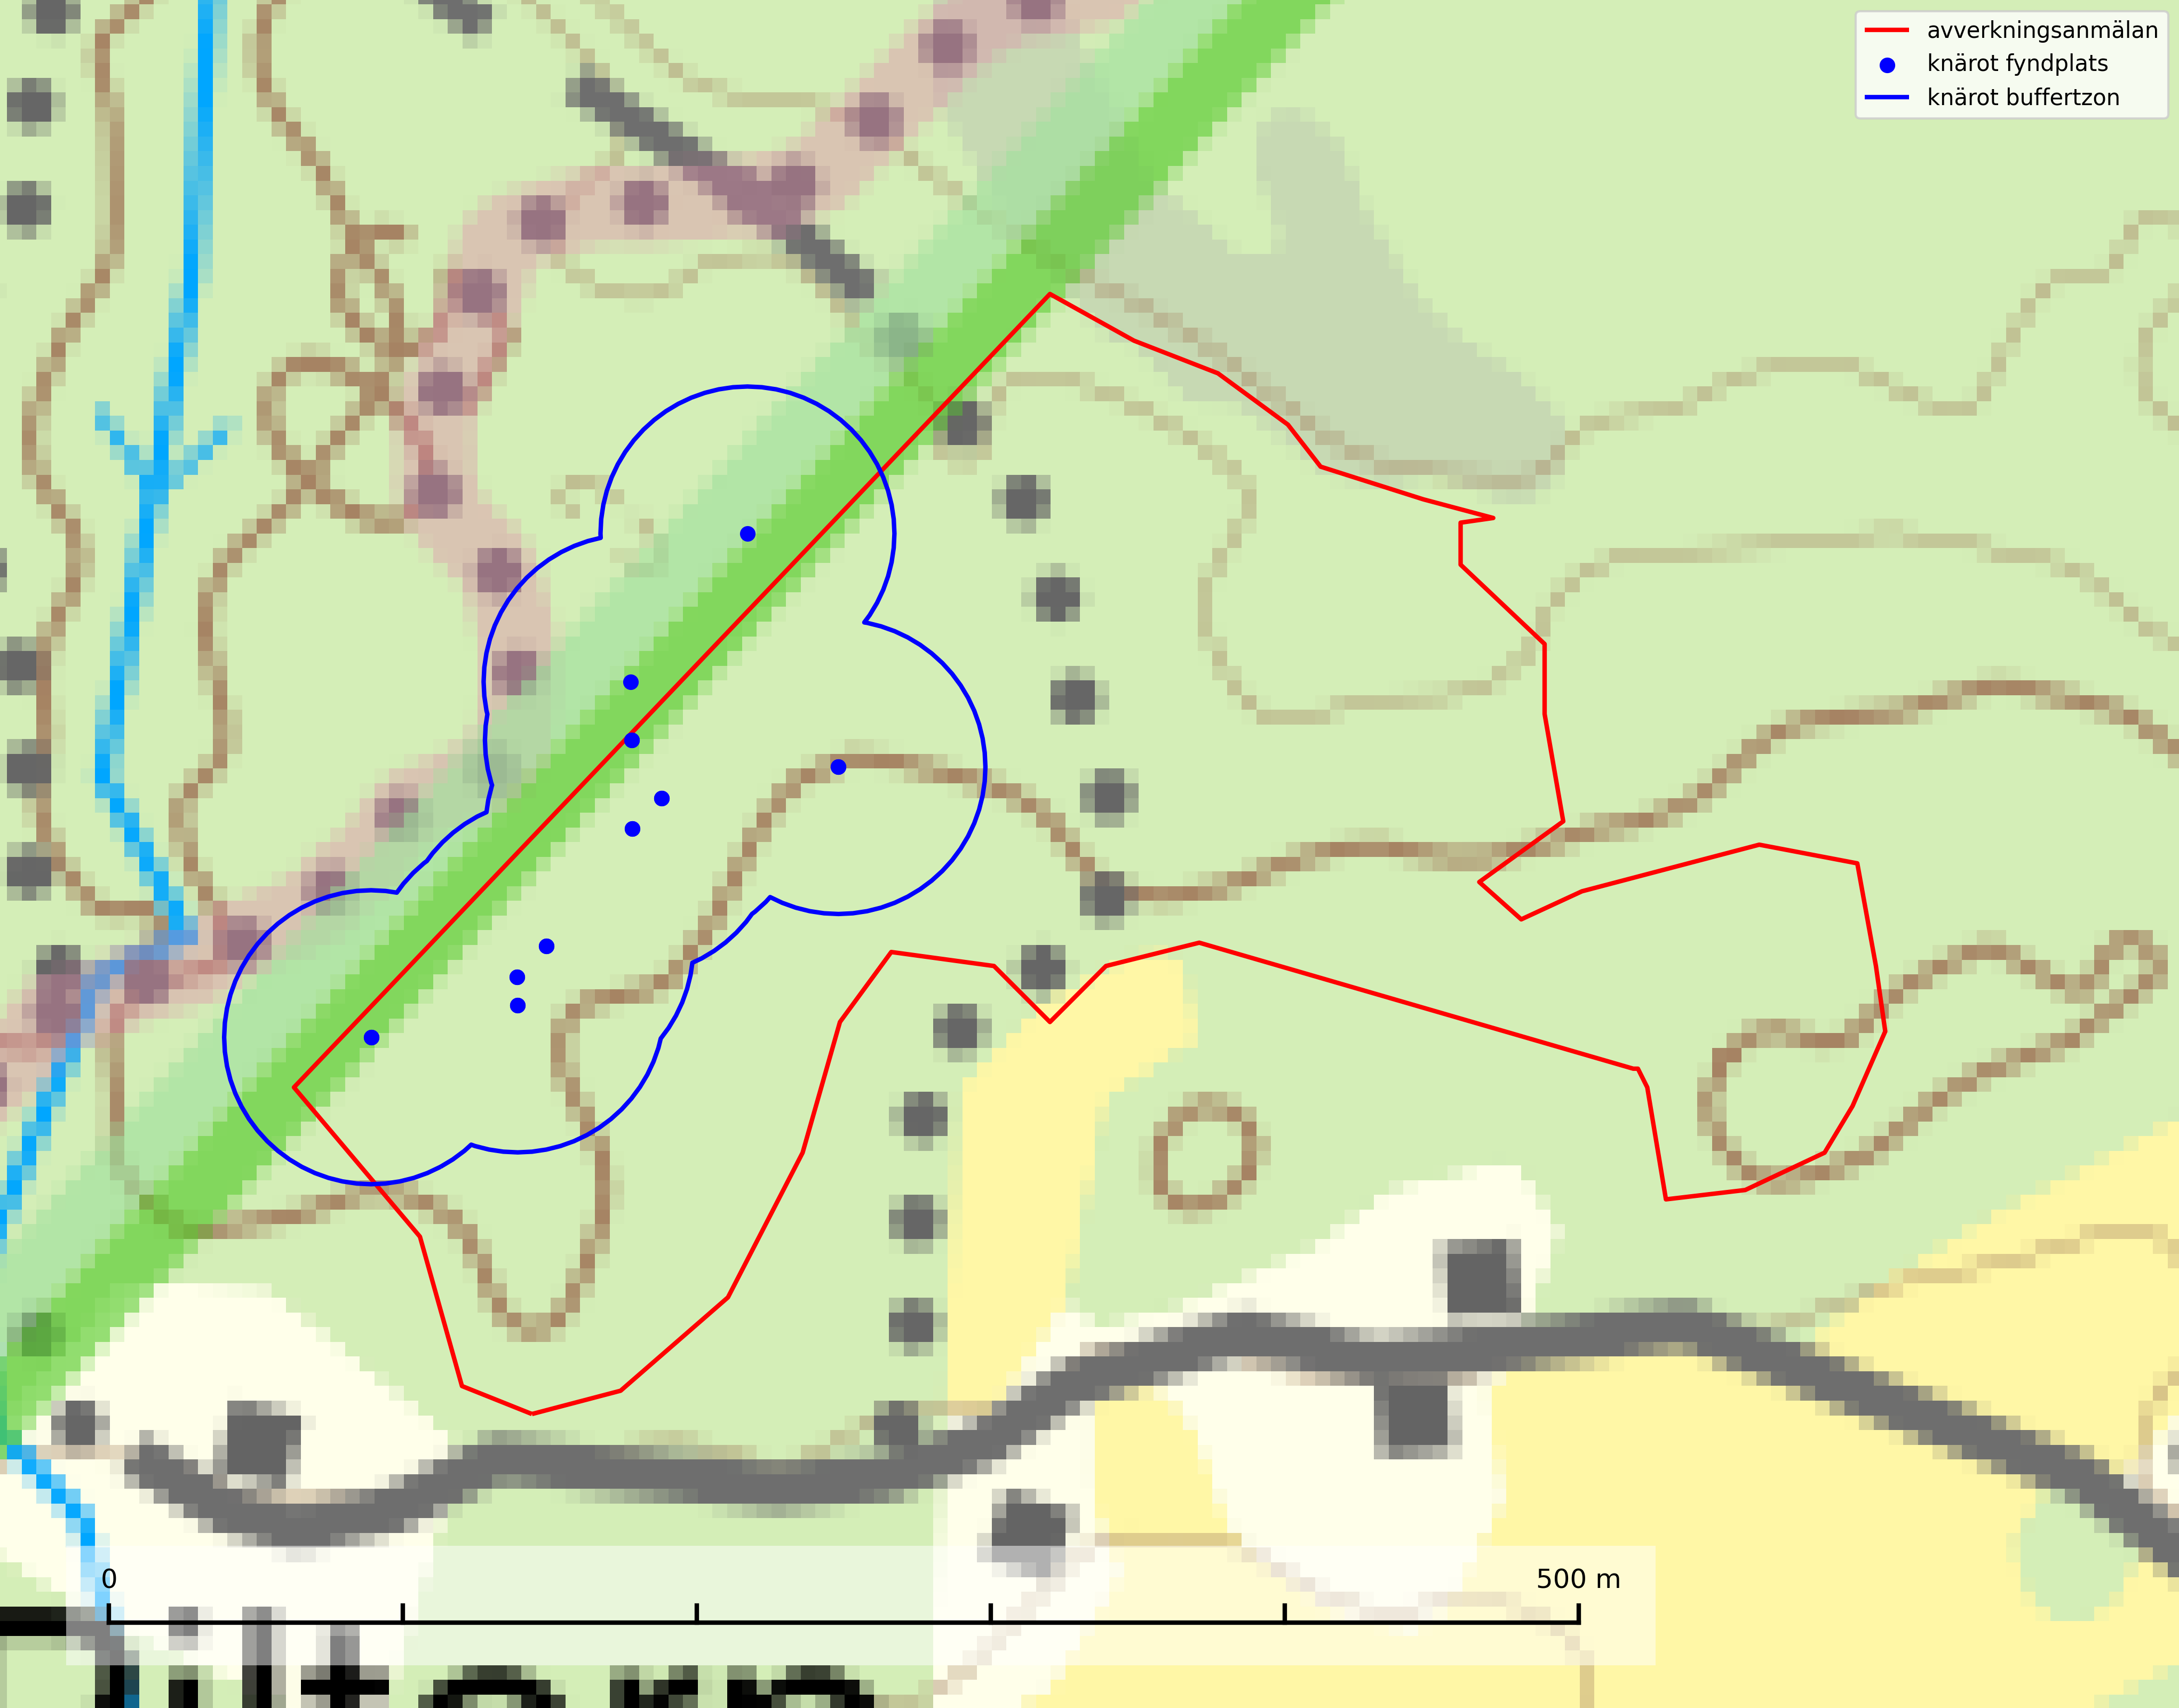 avverkningsanmälan
knärot fyndplats
knärot buffertzon
0 500 m